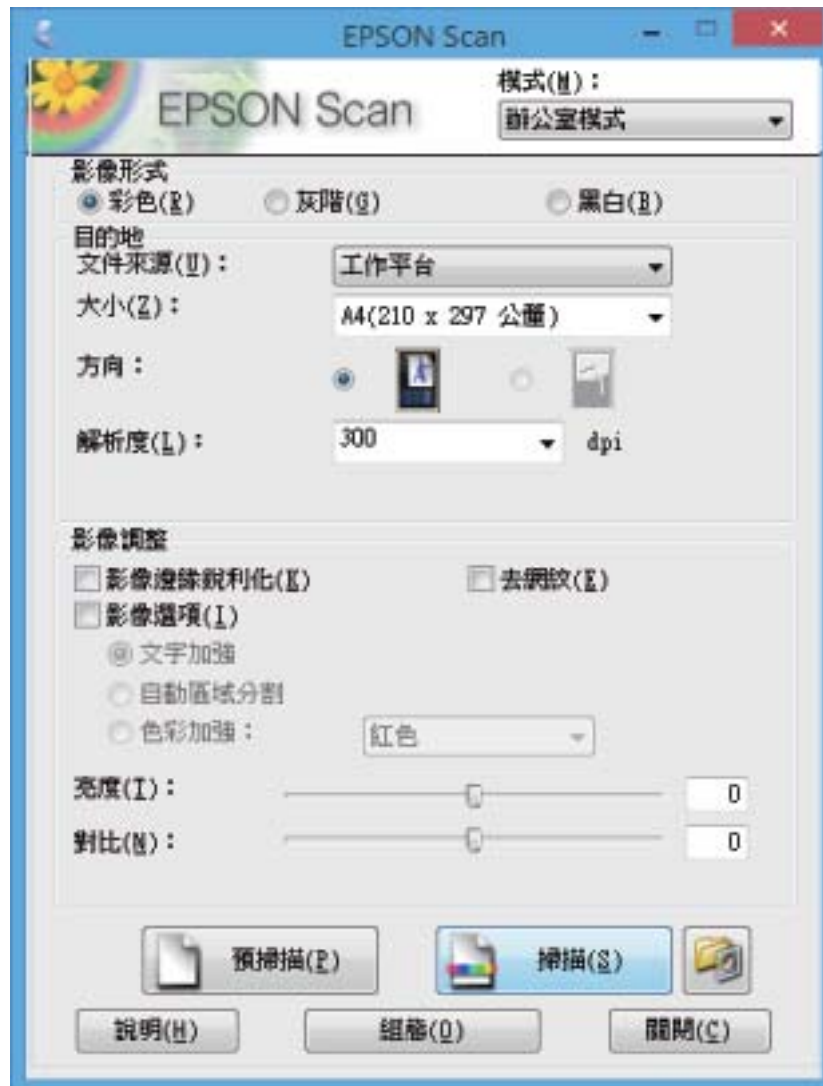 EPSON Scan
EPSON Scan
模式(M)：
辦公室模式
影像形式
彩色(R) 灰階(G) 黑白(B)
目的地
文件來源(U)： 工作平台
大小(Z)： A4(210 x 297 公釐)
方向：
解析度(L)： 300 dpi
影像調整
影像邊緣銳利化(K) 去網紋(E)
影像選項(I)
文字加強
自動區域分割
色彩加強： 紅色
亮度(T)： 0
對比(N)： 0
預掃描(P) 掃描(S)
說明(H) 組態(O) 關閉(C)